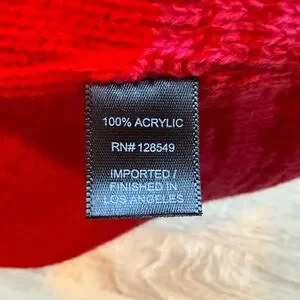 100% ACRYLIC
RN# 128549
IMPORTED /
FINISHED IN
LOS ANGELES